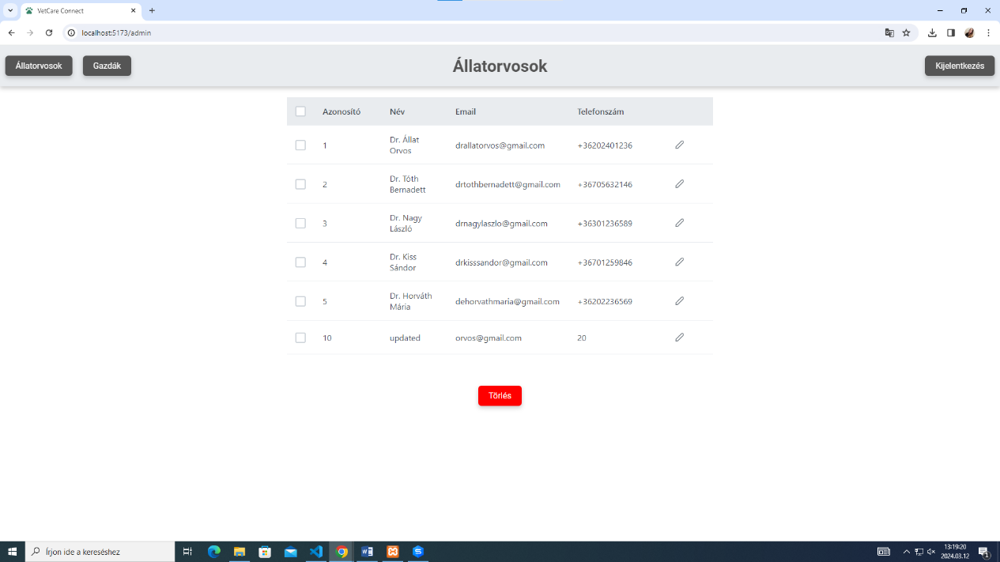 VetCare Connect
localhost:5173/admin
Állatorvosok
Gazdák
Állatorvosok
Kijelentkezés
Azonosító Név Email Telefonszám
1 Dr. Állat Orvos drallatorvos@gmail.com +36202401236
2 Dr. Tóth Bernadett drtothbernadett@gmail.com +36705632146
3 Dr. Nagy László drnagylaszlo@gmail.com +36301236589
4 Dr. Kiss Sándor drkisssandor@gmail.com +36701259846
5 Dr. Horváth Mária dehorvathmaria@gmail.com +36202236569
10 updated orvos@gmail.com 20
Törlés
Írjon ide a kereséshez
13:19:20
2024.03.12
1